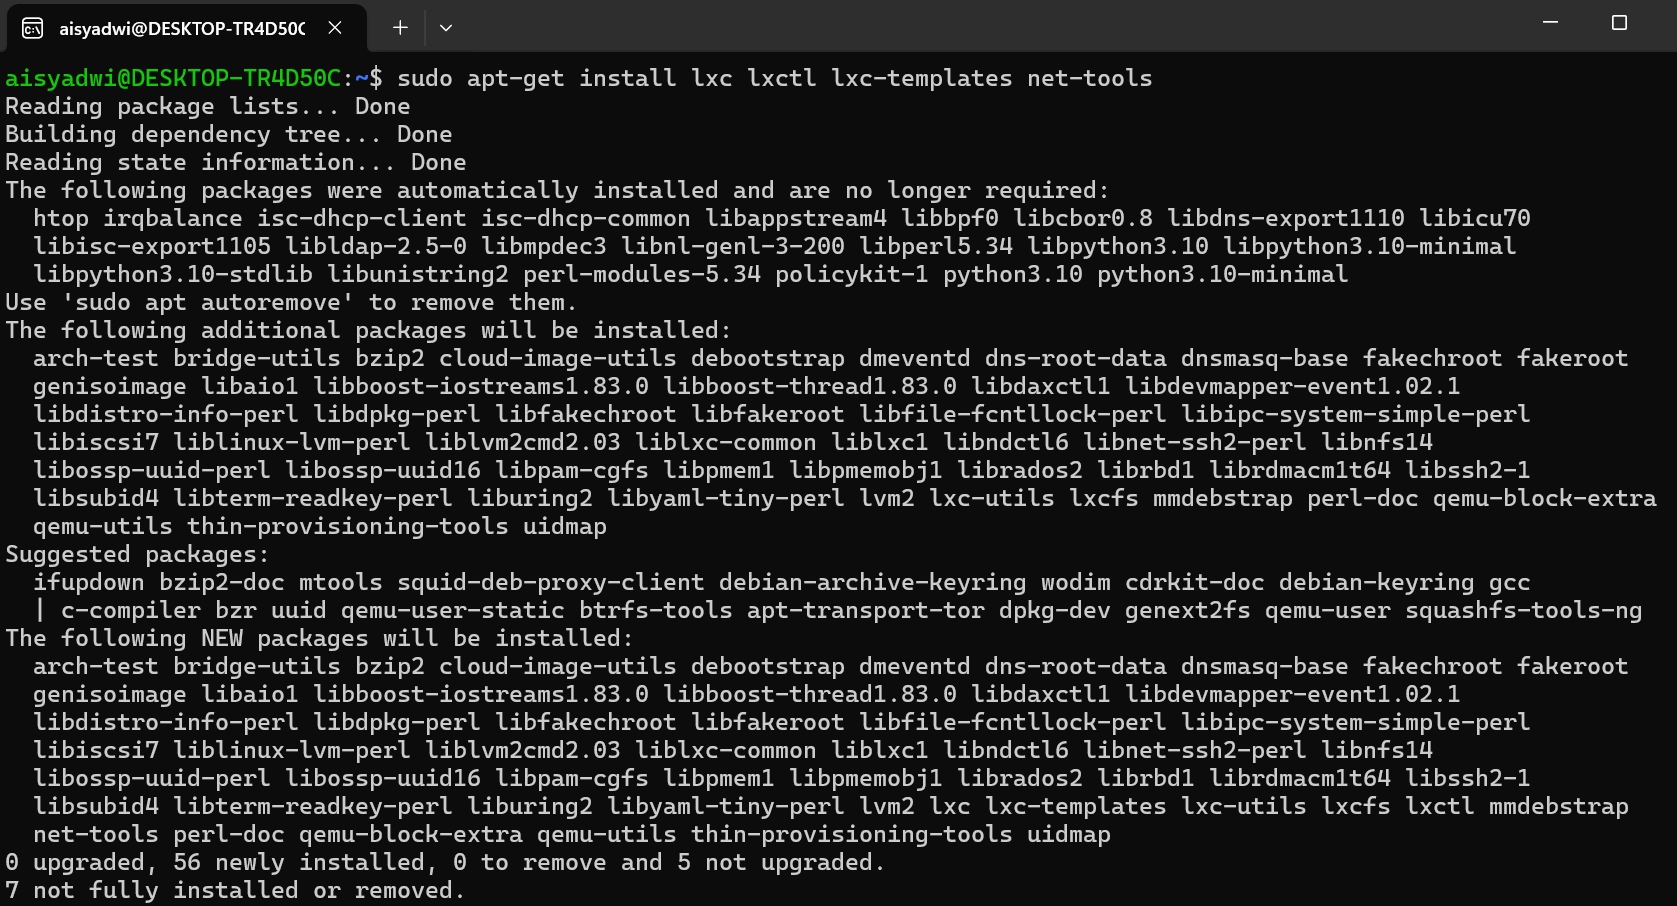 aisyadwi@DESKTOP-TR4D50C
aisyadwi@DESKTOP-TR4D50C:~$ sudo apt-get install lxc lxctl lxc-templates net-tools
Reading package lists... Done
Building dependency tree... Done
Reading state information... Done
The following packages were automatically installed and are no longer required:
  htop irqbalance isc-dhcp-client isc-dhcp-common libappstream4 libbpf0 libcbor0.8 libdns-export1110 libicu70
  libisc-export1105 libldap-2.5-0 libmpdec3 libnl-genl-3-200 libperl5.34 libpython3.10 libpython3.10-minimal
  libpython3.10-stdlib libunistring2 perl-modules-5.34 policykit-1 python3.10 python3.10-minimal
Use 'sudo apt autoremove' to remove them.
The following additional packages will be installed:
  arch-test bridge-utils bzip2 cloud-image-utils debootstrap dmeventd dns-root-data dnsmasq-base fakechroot fakeroot
  genisoimage libaio1 libboost-iostreams1.83.0 libboost-thread1.83.0 libdaxctl1 libdevmapper-event1.02.1
  libdistro-info-perl libdpkg-perl libfakechroot libfakeroot libfile-fcntllock-perl libipc-system-simple-perl
  libiscsi7 liblinux-lvm-perl liblvm2cmd2.03 liblxc-common liblxc1 libndctl6 libnet-ssh2-perl libnfs14
  libossp-uuid-perl libossp-uuid16 libpam-cgfs libpmem1 libpmemobj1 librados2 librbd1 librdmacm1t64 libssh2-1
  libsubid4 libterm-readkey-perl liburing2 libyaml-tiny-perl lvm2 lxc-utils lxcfs mmdebstrap perl-doc qemu-block-extra
  qemu-utils thin-provisioning-tools uidmap
Suggested packages:
  ifupdown bzip2-doc mtools squid-deb-proxy-client debian-archive-keyring wodim cdrkit-doc debian-keyring gcc
  | c-compiler bzr uuid qemu-user-static btrfs-tools apt-transport-tor dpkg-dev genext2fs qemu-user squashfs-tools-ng
The following NEW packages will be installed:
  arch-test bridge-utils bzip2 cloud-image-utils debootstrap dmeventd dns-root-data dnsmasq-base fakechroot fakeroot
  genisoimage libaio1 libboost-iostreams1.83.0 libboost-thread1.83.0 libdaxctl1 libdevmapper-event1.02.1
  libdistro-info-perl libdpkg-perl libfakechroot libfakeroot libfile-fcntllock-perl libipc-system-simple-perl
  libiscsi7 liblinux-lvm-perl liblvm2cmd2.03 liblxc-common liblxc1 libndctl6 libnet-ssh2-perl libnfs14
  libossp-uuid-perl libossp-uuid16 libpam-cgfs libpmem1 libpmemobj1 librados2 librbd1 librdmacm1t64 libssh2-1
  libsubid4 libterm-readkey-perl liburing2 libyaml-tiny-perl lvm2 lxc lxc-templates lxc-utils lxcfs lxctl mmdebstrap
  net-tools perl-doc qemu-block-extra qemu-utils thin-provisioning-tools uidmap
0 upgraded, 56 newly installed, 0 to remove and 5 not upgraded.
7 not fully installed or removed.